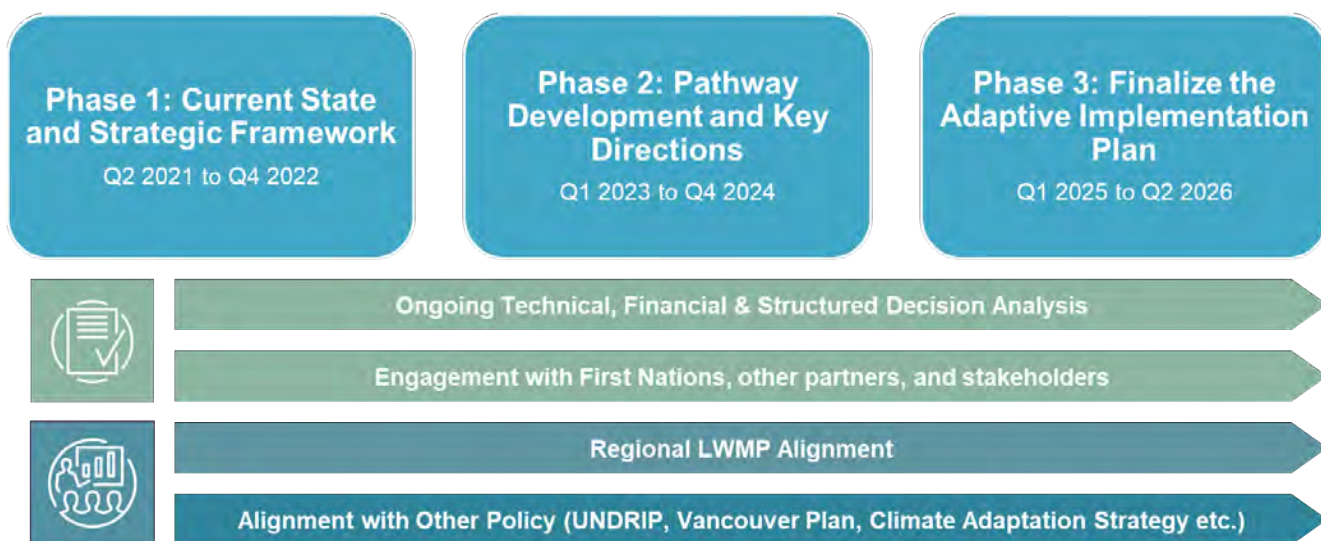 Phase 1: Current State
and Strategic Framework
Q2 2021 to Q4 2022
Phase 2: Pathway
Development and Key
Directions
Q1 2023 to Q4 2024
Phase 3: Finalize the
Adaptive Implementation
Plan
Q1 2025 to Q2 2026
Ongoing Technical, Financial & Structured Decision Analysis
Engagement with First Nations, other partners, and stakeholders
Regional LWMP Alignment
Alignment with Other Policy (UNDRIP, Vancouver Plan, Climate Adaptation Strategy etc.)